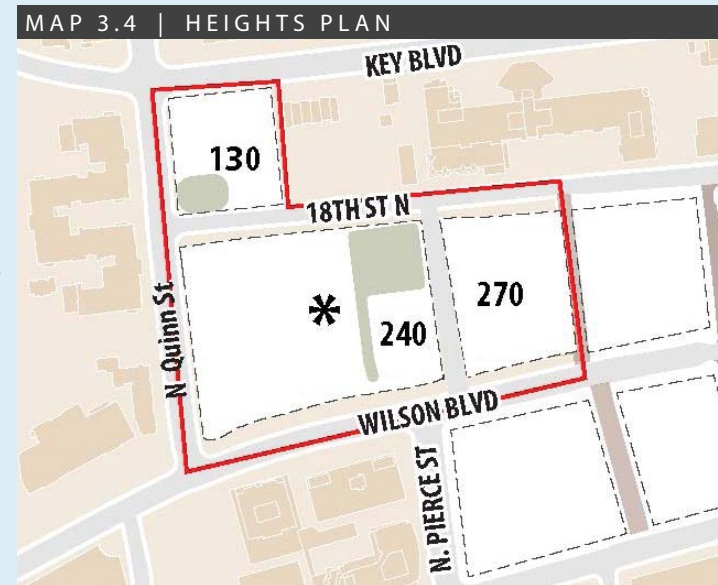 MAP 3.4 | HEIGHTS PLAN
KEY BLVD
130
18TH ST N
270
*
240
N Quinn St.
WILSON BLVD
N. PIERCE ST